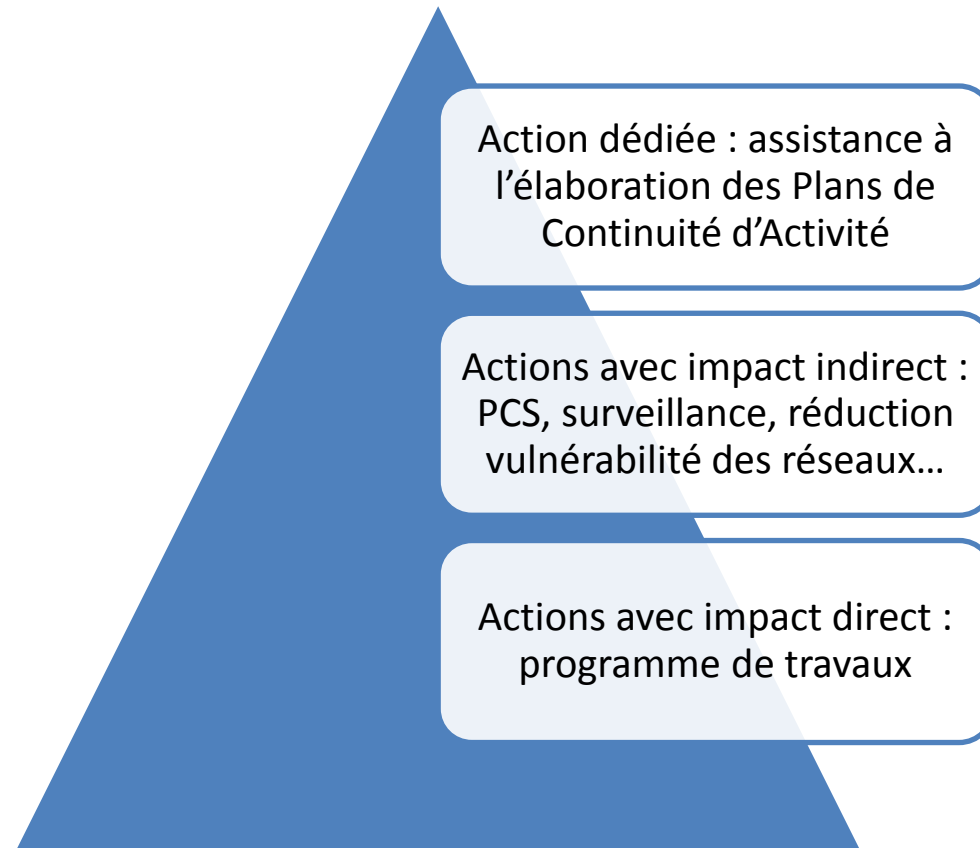 Action dédiée : assistance à
l’élaboration des Plans de
Continuité d’Activité
Actions avec impact indirect :
PCS, surveillance, réduction
vulnérabilité des réseaux…
Actions avec impact direct :
programme de travaux